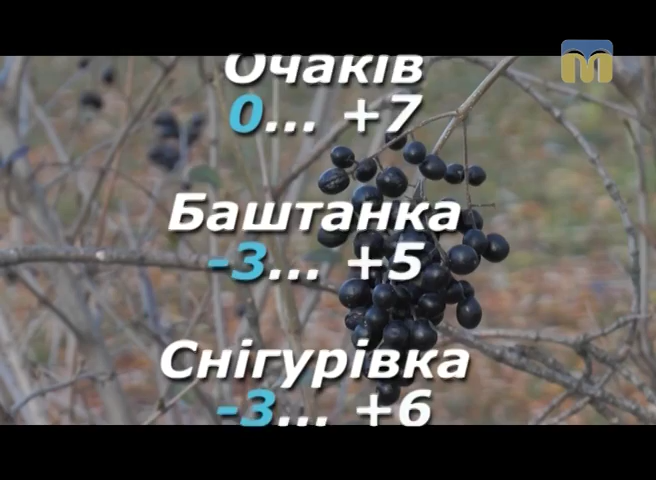 Очаків
0... +7
Баштанка
-3... +5
Снігурівка
-3... +6